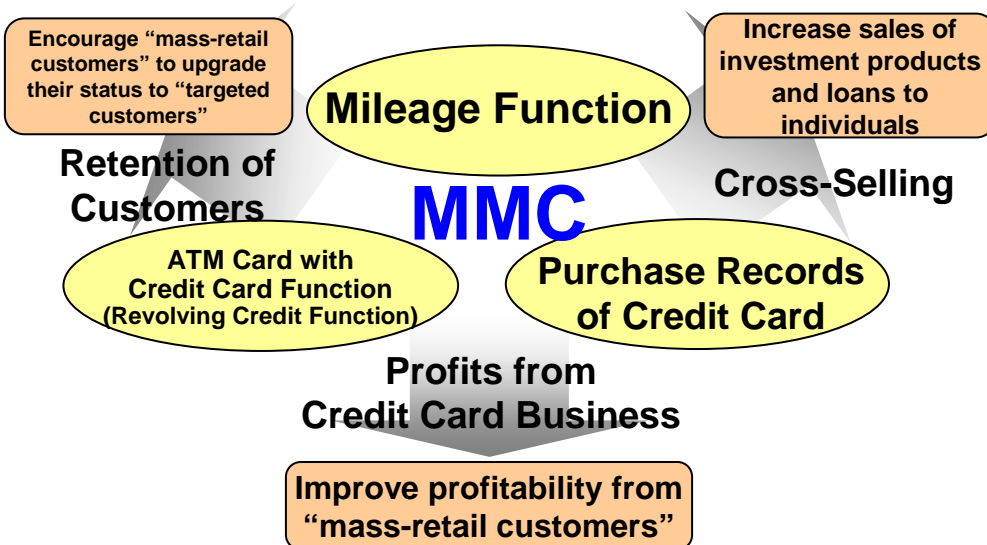 Encourage “mass-retail
customers” to upgrade
their status to “targeted
customers”
Increase sales of
investment products
and loans to
individuals
Mileage Function
Retention of
Customers
MMC
Cross-Selling
ATM Card with
Credit Card Function
(Revolving Credit Function)
Purchase Records
of Credit Card
Profits from
Credit Card Business
Improve profitability from
“mass-retail customers”